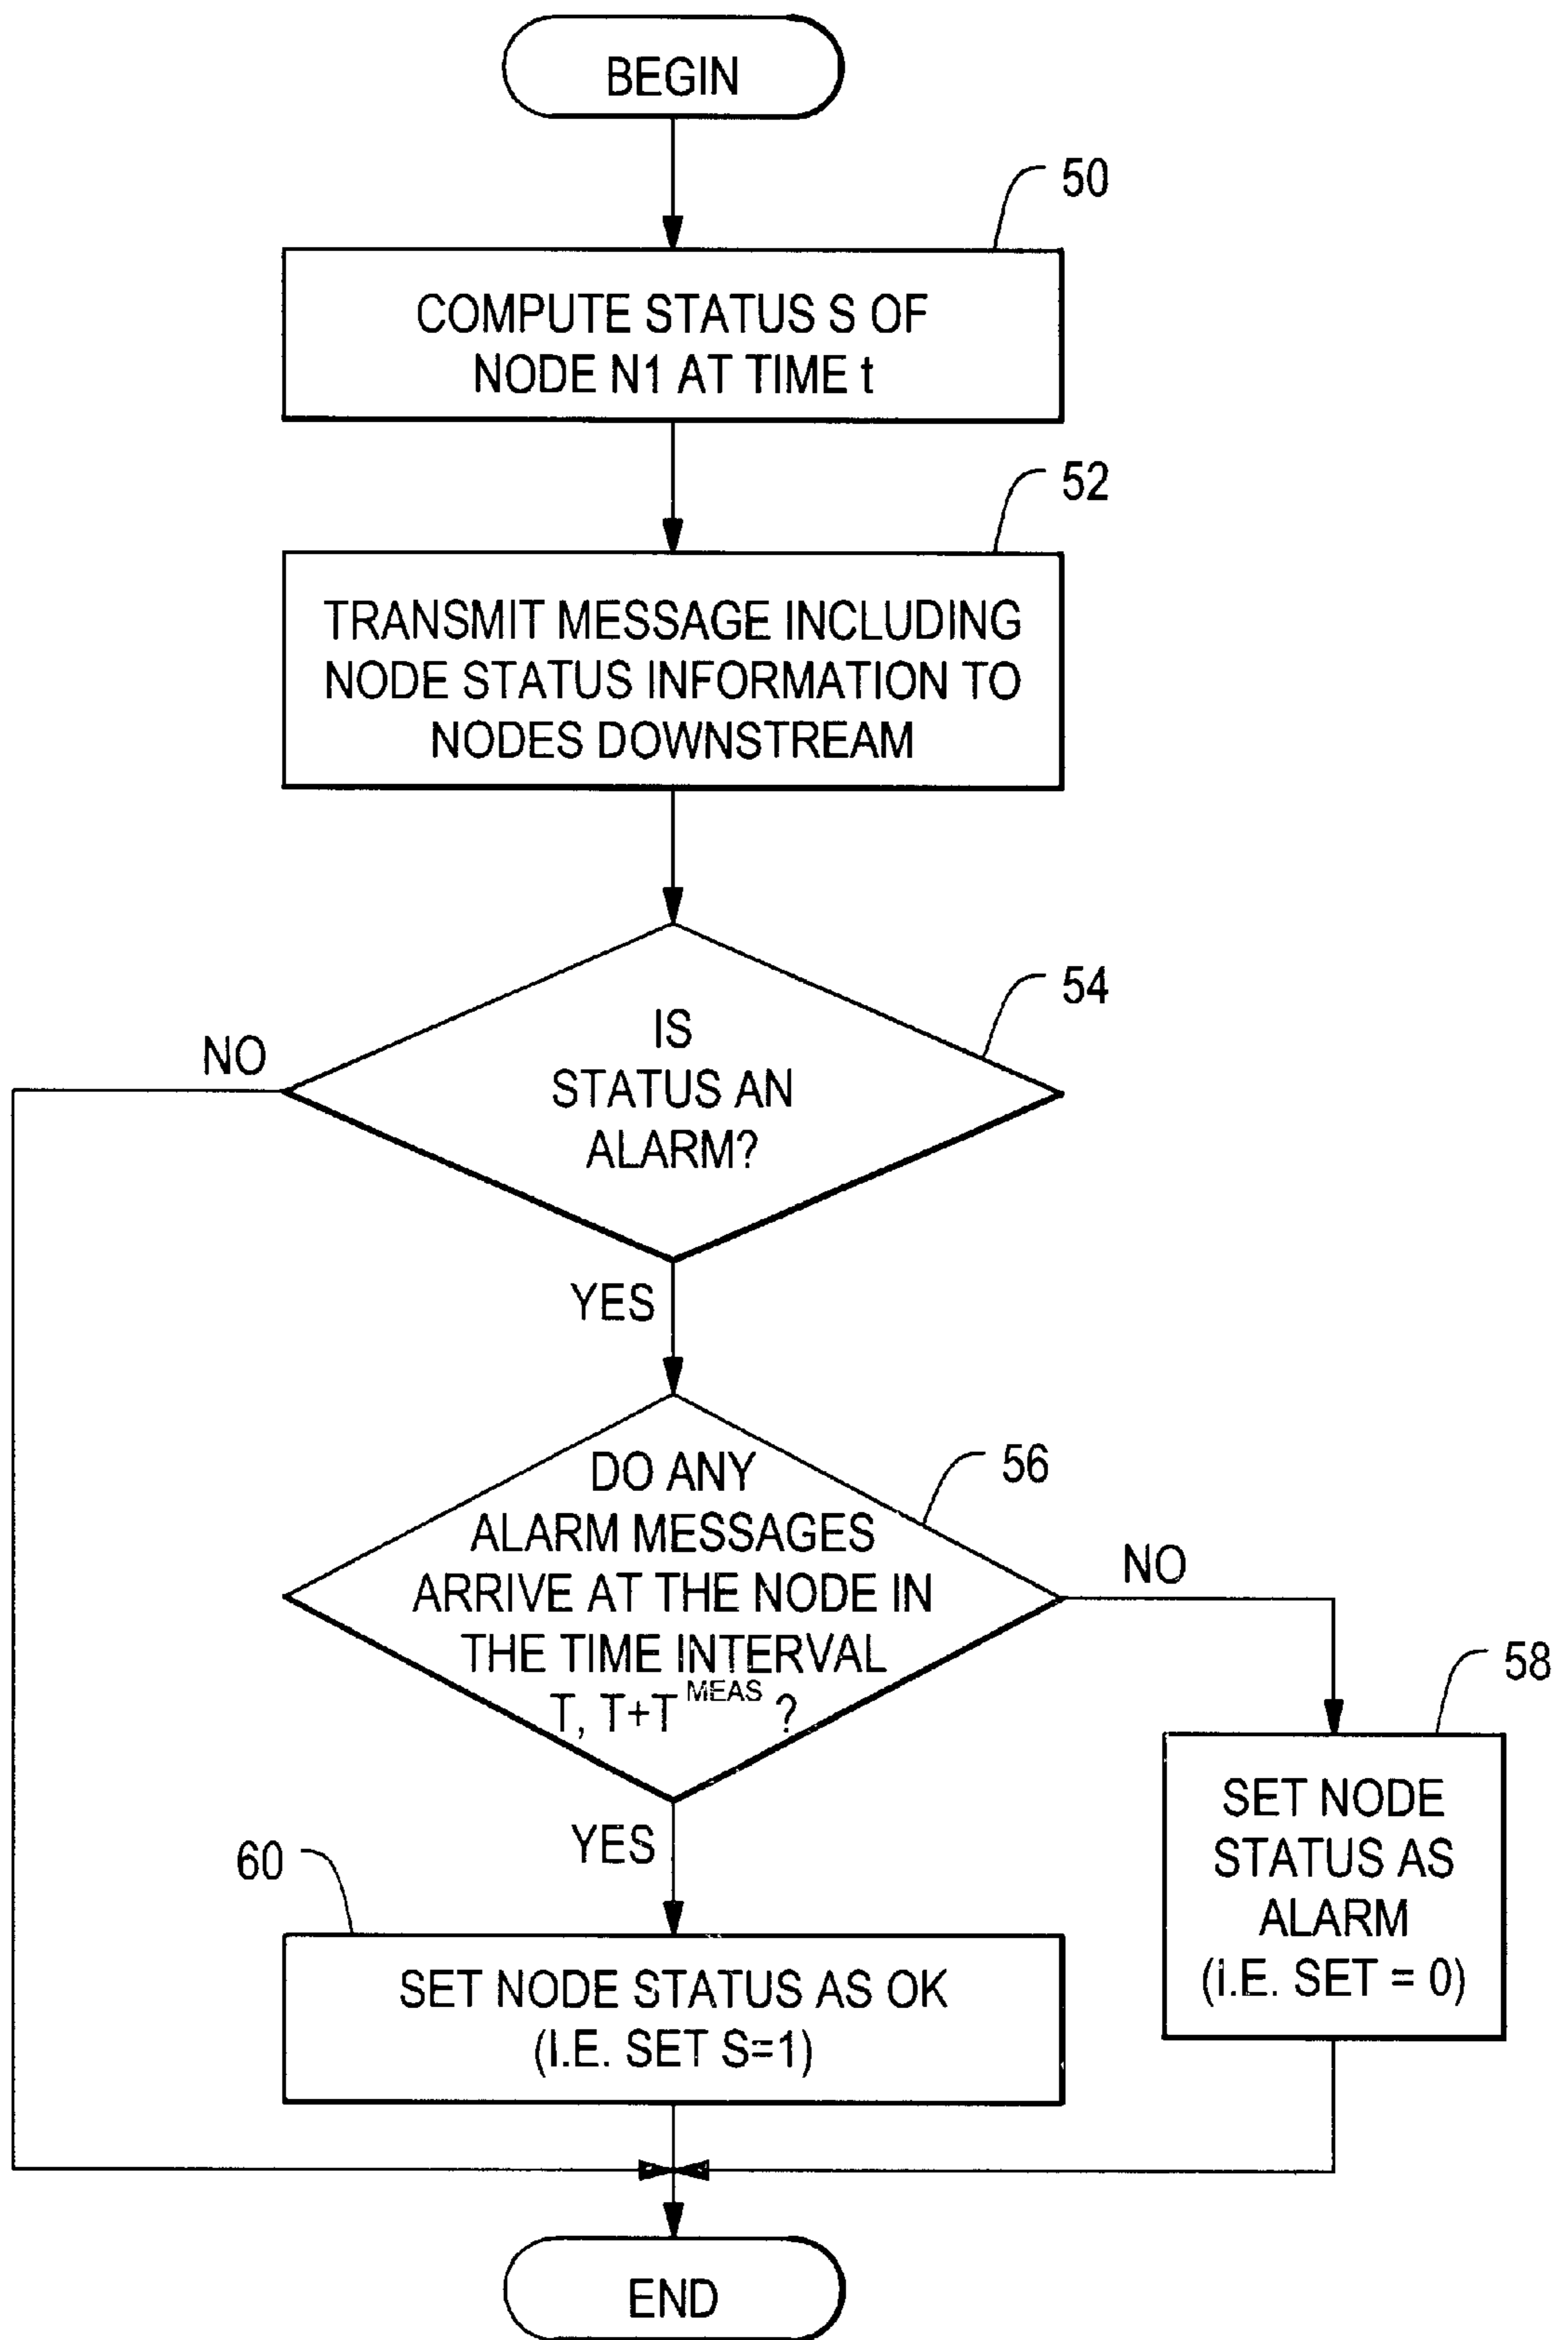 BEGIN
50
COMPUTE STATUS S OF
NODE N1 AT TIME t
52
TRANSMIT MESSAGE INCLUDING
NODE STATUS INFORMATION TO
NODES DOWNSTREAM
54
IS
STATUS AN
ALARM?
NO
YES
56
DO ANY
ALARM MESSAGES
ARRIVE AT THE NODE IN
THE TIME INTERVAL
T, T+T MEAS ?
NO
YES
58
SET NODE
STATUS AS
ALARM
(I.E. SET = 0)
60
SET NODE STATUS AS OK
(I.E. SET S=1)
END